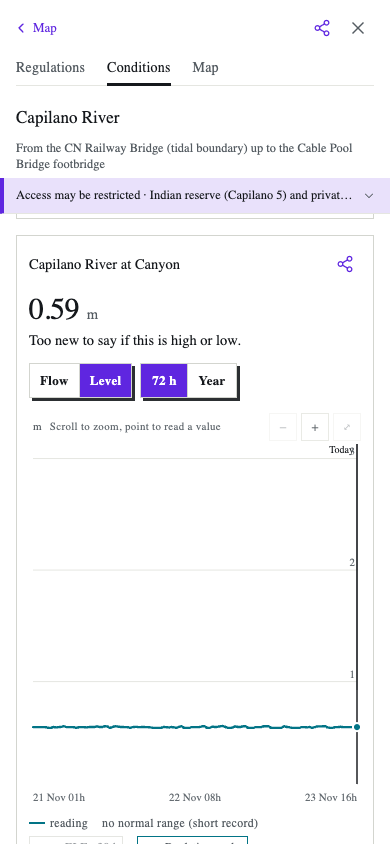 Map
Regulations Conditions Map
Capilano River
From the CN Railway Bridge (tidal boundary) up to the Cable Pool
Bridge footbridge
Access may be restricted · Indian reserve (Capilano 5) and privat…
Capilano River at Canyon
0.59 m
Too new to say if this is high or low.
Flow Level 72 h Year
m Scroll to zoom, point to read a value
Today
2
1
21 Nov 01h 22 Nov 08h 23 Nov 16h
reading no normal range (short record)